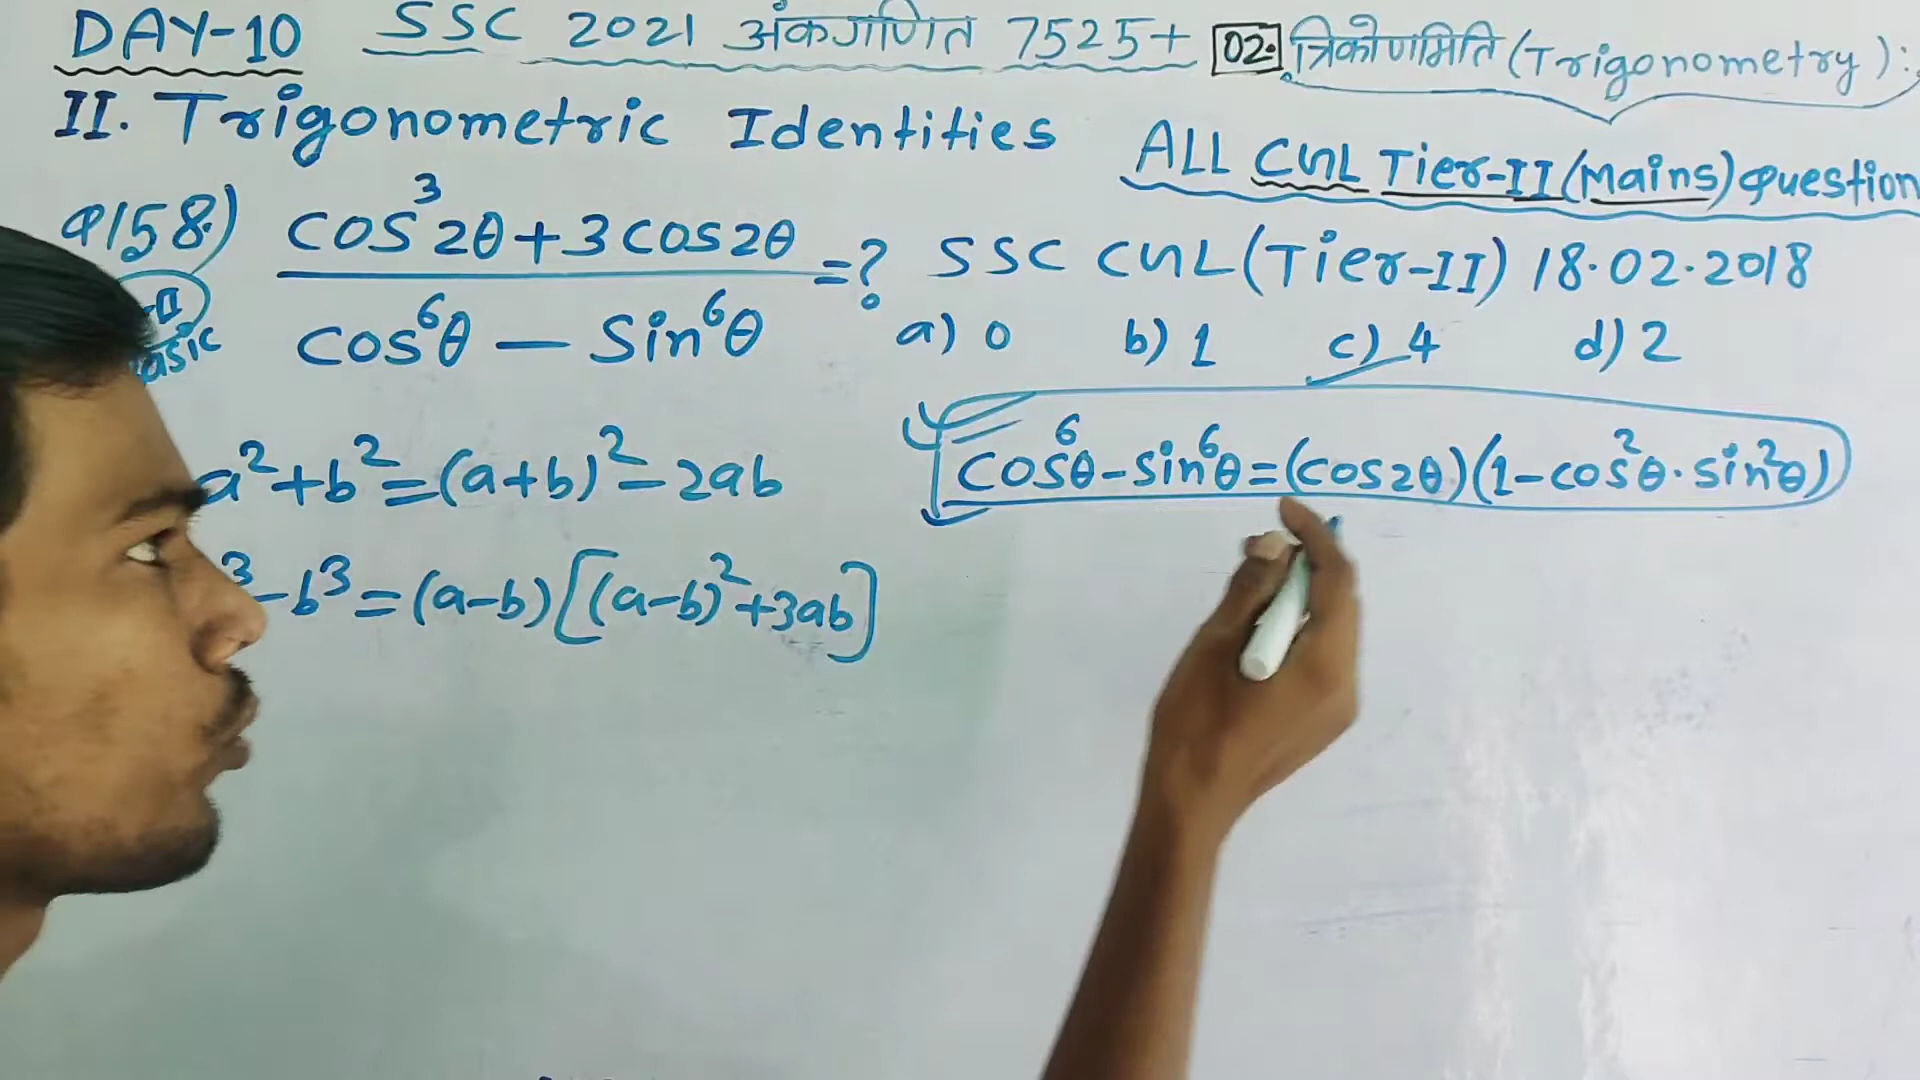 DAY-10 SSC 2021 अंकगणित 7525+ 02. त्रिकोणमिति (Trigonometry):
II. Trigonometric Identities
ALL CGL Tier-II (Mains) Question
Q158.) cos³2θ+3cos2θ / cos⁶θ — sin⁶θ =? SSC CGL (Tier-II) 18.02.2018
a) 0 b) 1 c) 4 d) 2
a²+b²=(a+b)²-2ab
cos⁶θ-sin⁶θ=(cos2θ)(1-cos²θ.sin²θ)
³-b³=(a-b)[(a-b)²+3ab]